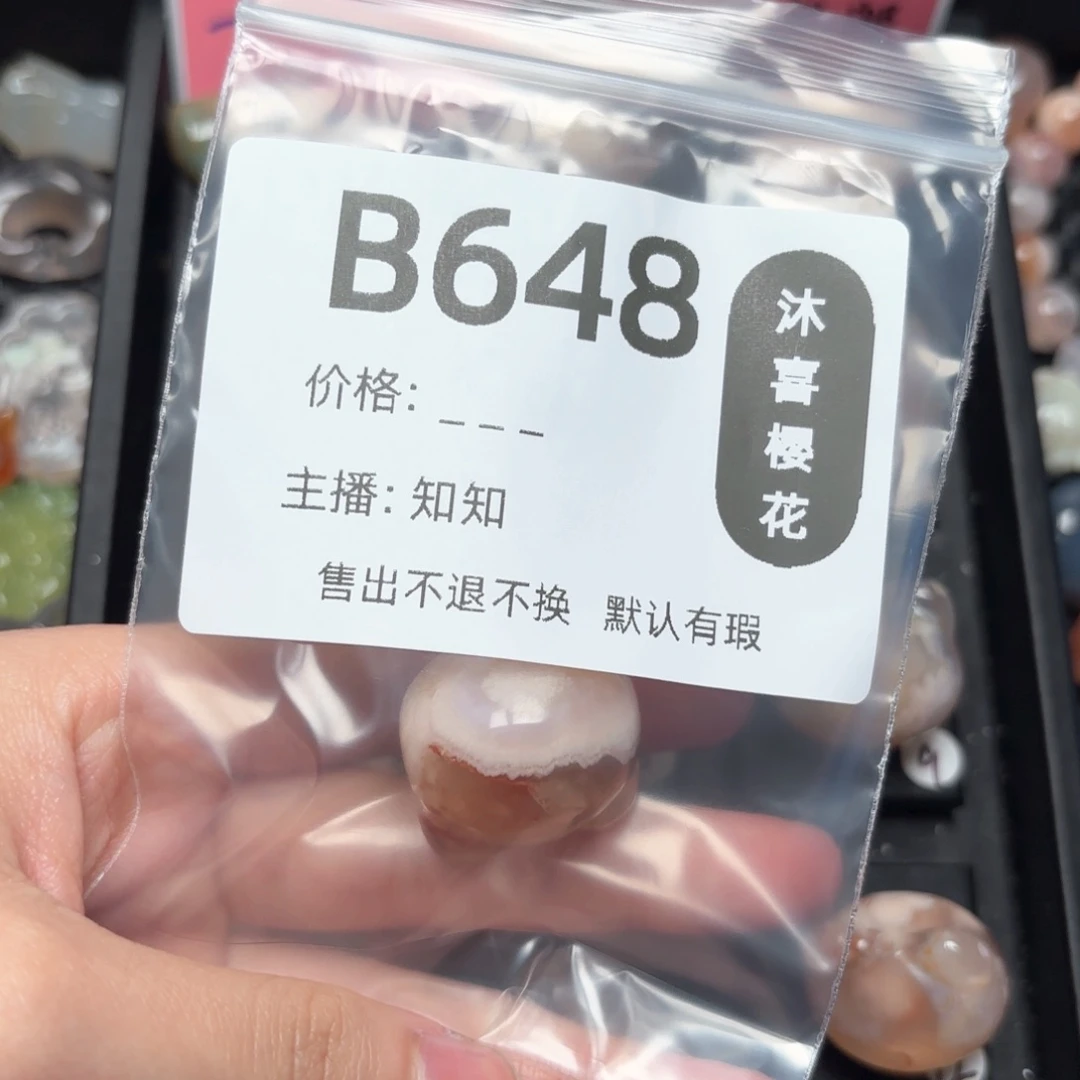 B648
价格: _ _ _
主播: 知知
售出不退不换 默认有瑕
沐喜樱花
9